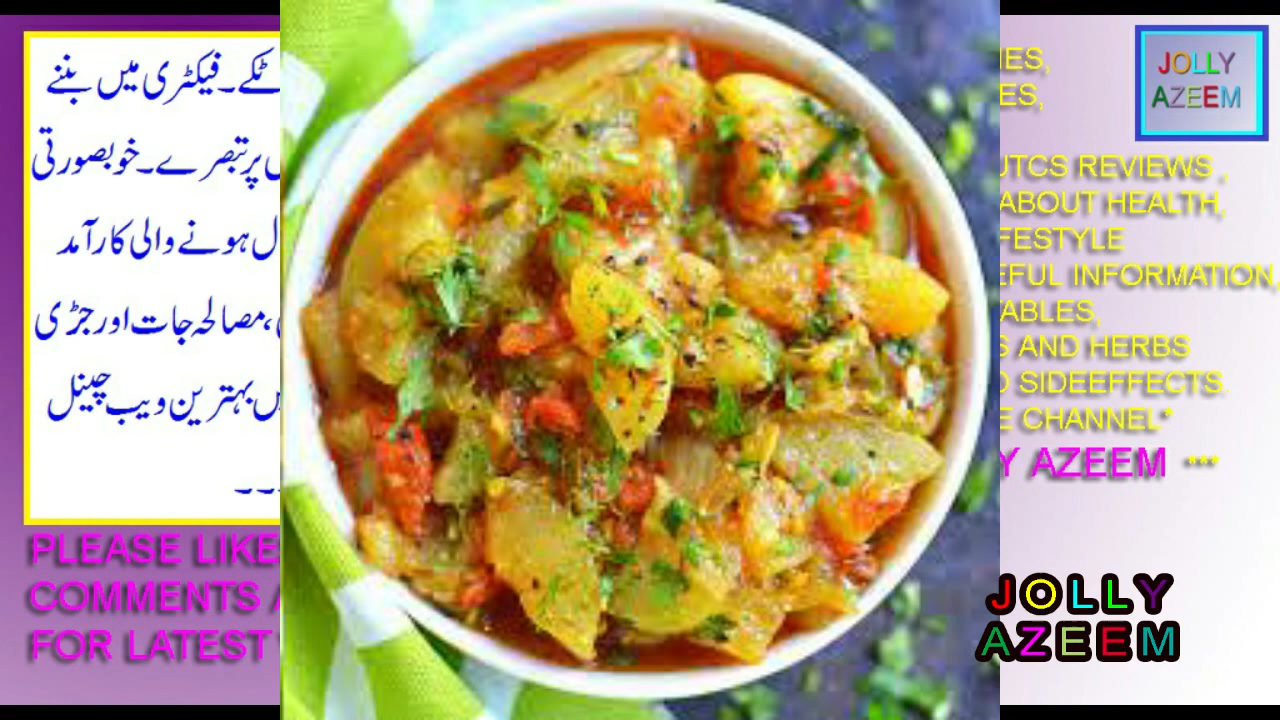 ٹکے۔ فیکٹری میں بننے
پر تبصرے۔ خوبصورتی
ل ہونے والی کارآمد
، مصالحہ جات اور جڑی
بہترین ویب چینل
۔۔۔
PLEASE LIKE
COMMENTS
FOR LATEST
IES,
ES,
JOLLY
AZEEM
UTCS REVIEWS,
ABOUT HEALTH,
FESTYLE
EFUL INFORMATION,
ABLES,
S AND HERBS
SIDEEFFECTS.
E CHANNEL*
Y AZEEM ***
JOLLY
AZEEM